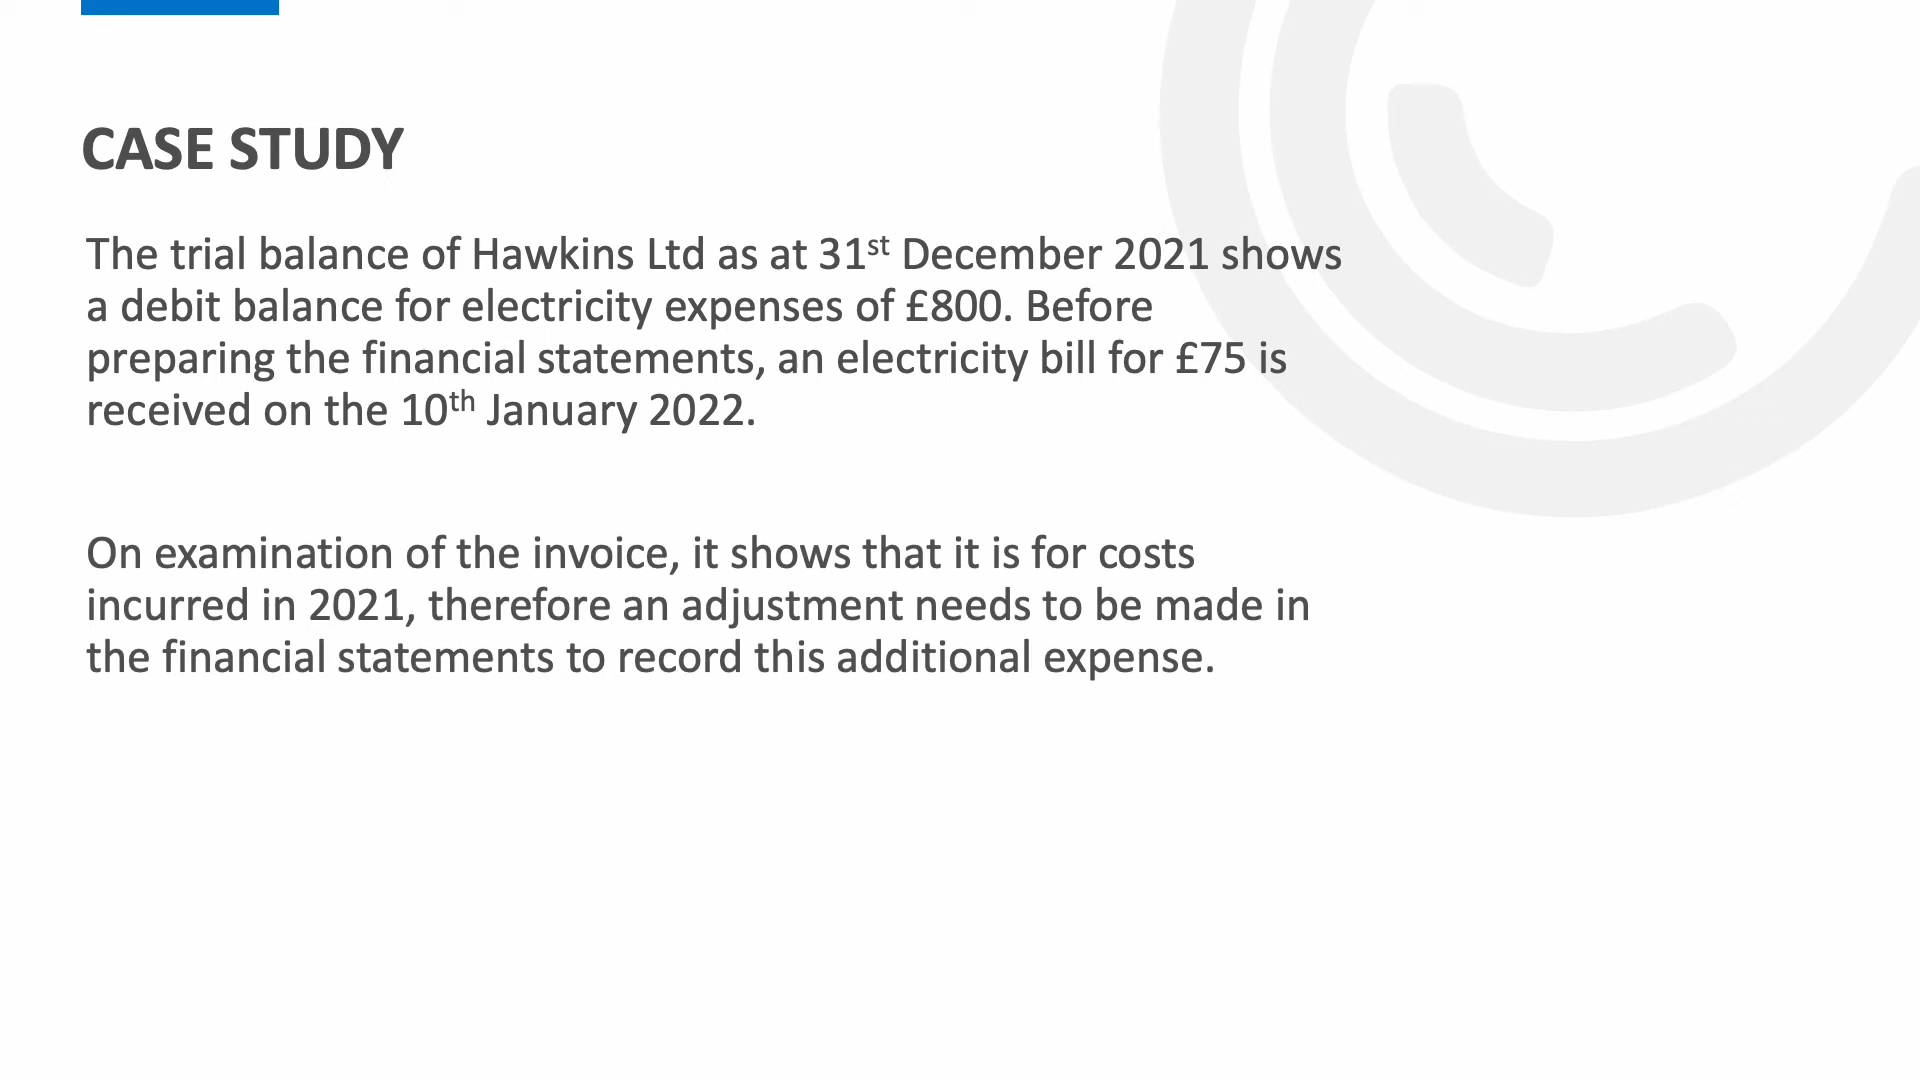 CASE STUDY
The trial balance of Hawkins Ltd as at 31st December 2021 shows
a debit balance for electricity expenses of £800. Before
preparing the financial statements, an electricity bill for £75 is
received on the 10th January 2022.
On examination of the invoice, it shows that it is for costs
incurred in 2021, therefore an adjustment needs to be made in
the financial statements to record this additional expense.